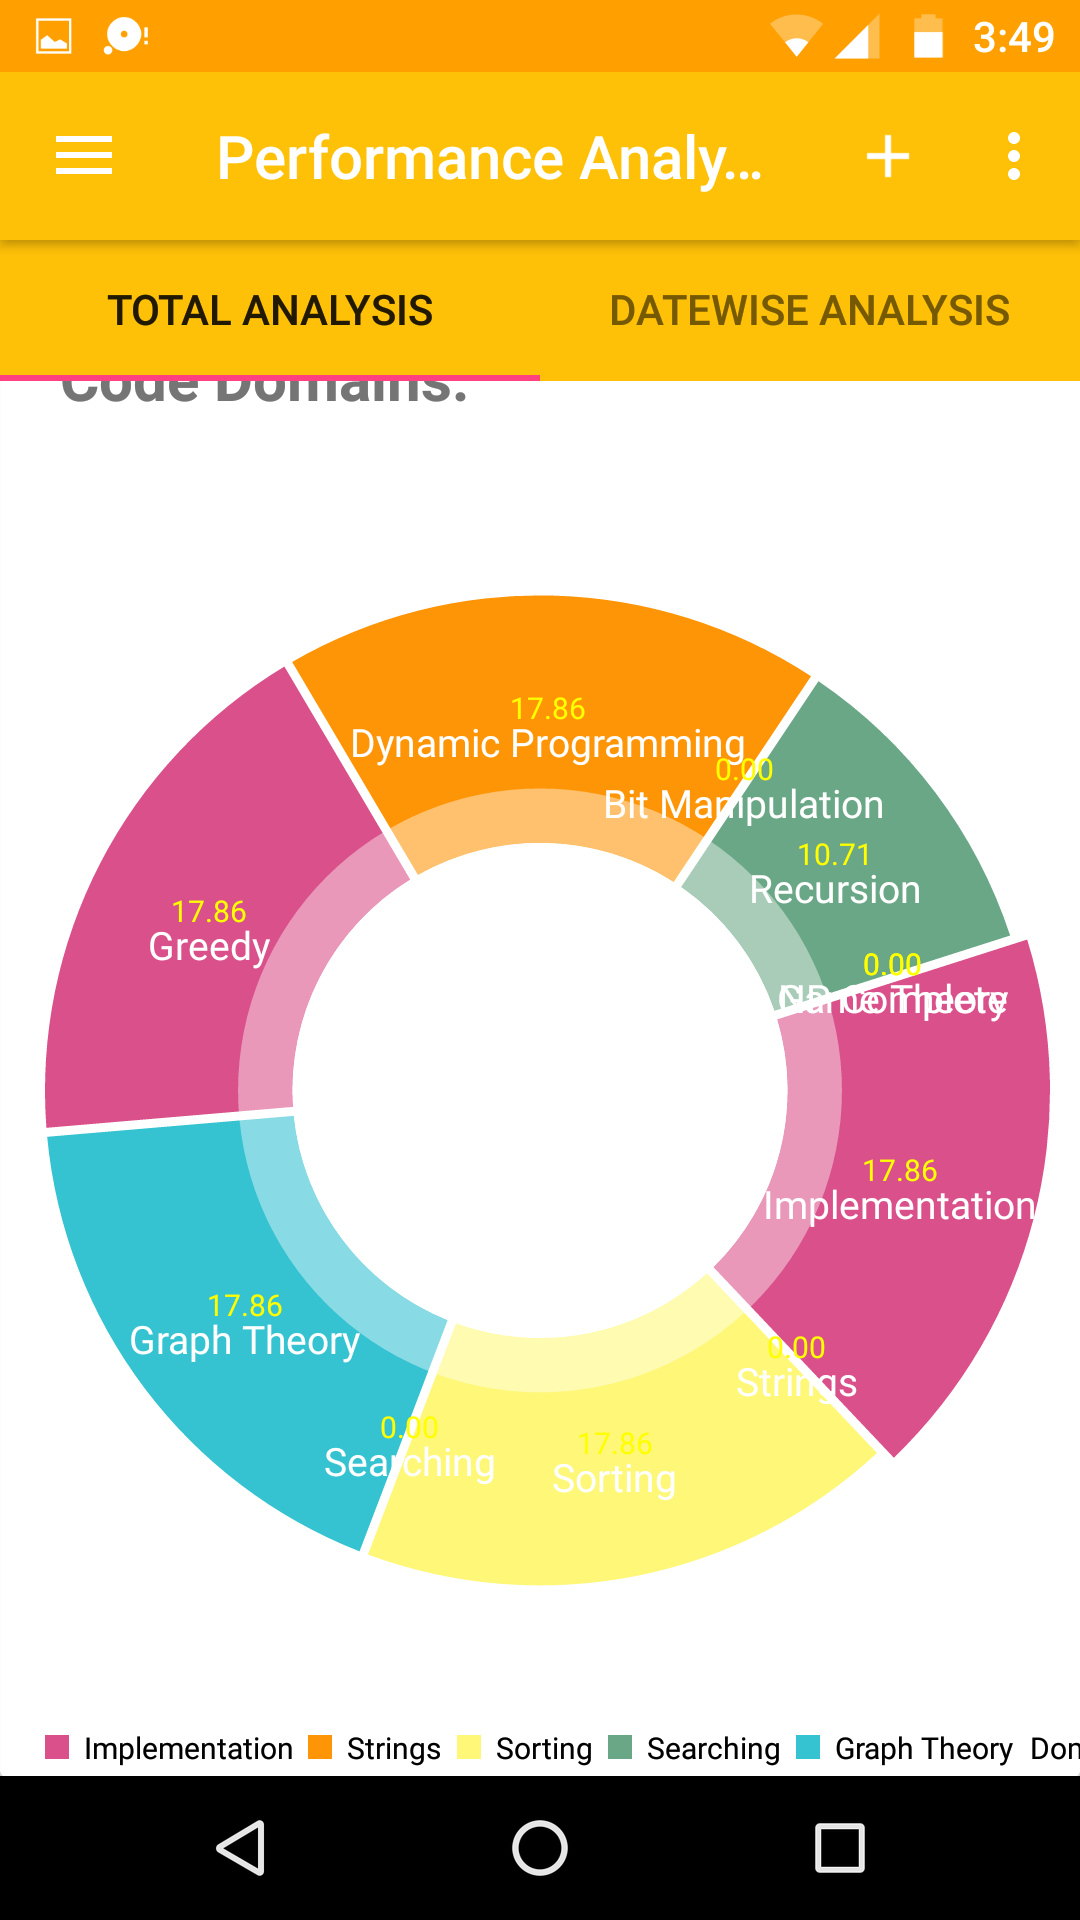 3:49
Performance Analy...
TOTAL ANALYSIS
DATEWISE ANALYSIS
Code Domains:
17.86
Dynamic Programming
0.00
Bit Manipulation
10.71
Recursion
17.86
Greedy
0.00
17.86
Implementation
17.86
Graph Theory
0.00
Strings
0.00
Searching
17.86
Sorting
Implementation Strings Sorting Searching Graph Theory